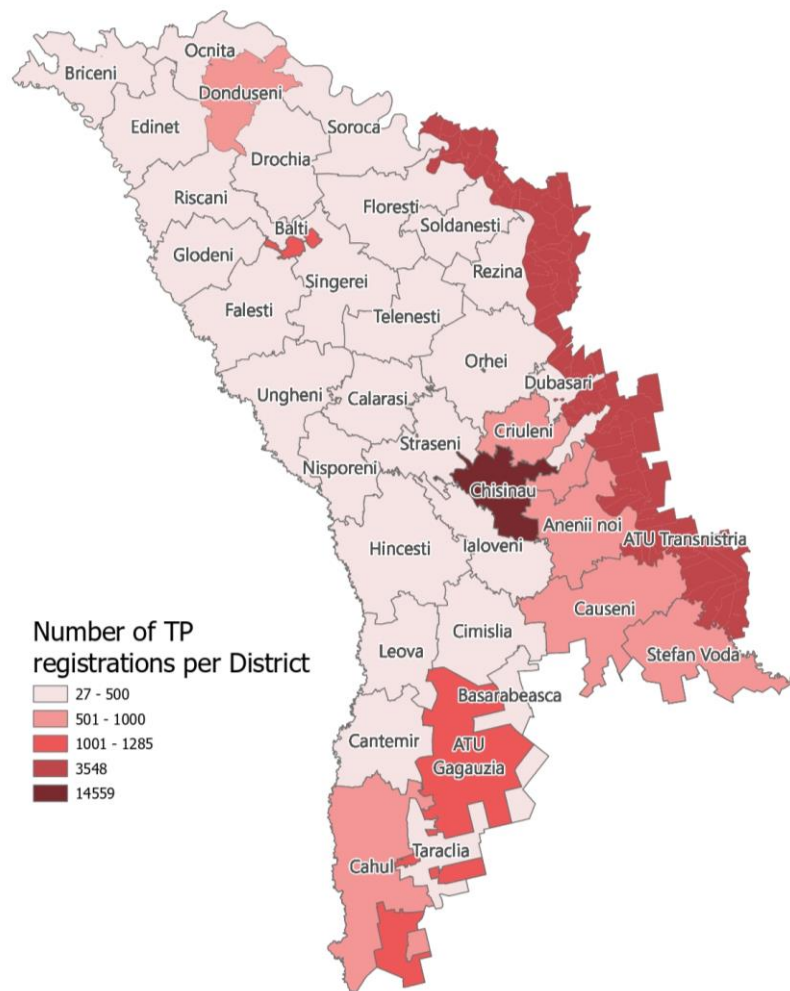 Ocnita
Briceni
Donduseni
Edinet
Soroca
Drochia
Riscani
Floresti
Balti
Soldanesti
Glodeni
Rezina
Singerei
Falesti
Telenesti
Orhei
Dubasari
Ungheni
Calarasi
Criuleni
Straseni
Nisporeni
Chisinau
Anenii noi
ATU Transnistria
Ialoveni
Hincesti
Causeni
Number of TP
registrations per District
Cimislia
Leova
Stefan Voda
27 - 500
Basarabeasca
501 - 1000
1001 - 1285
Cantemir
ATU
Gagauzia
3548
14559
Taraclia
Cahul